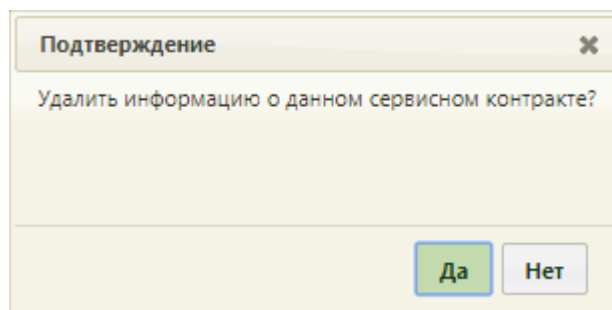 Подтверждение
Удалить информацию о данном сервисном контракте?
Да Нет